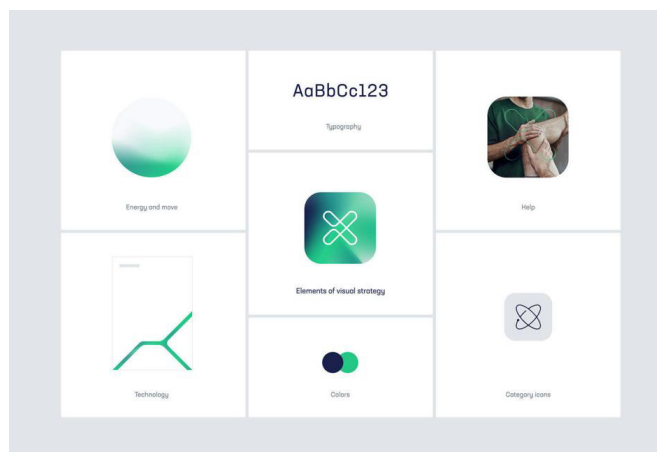 AaBbCc123
Typography
Energy and move
Help
Elements of visual strategy
Technology
Colors
Category icons